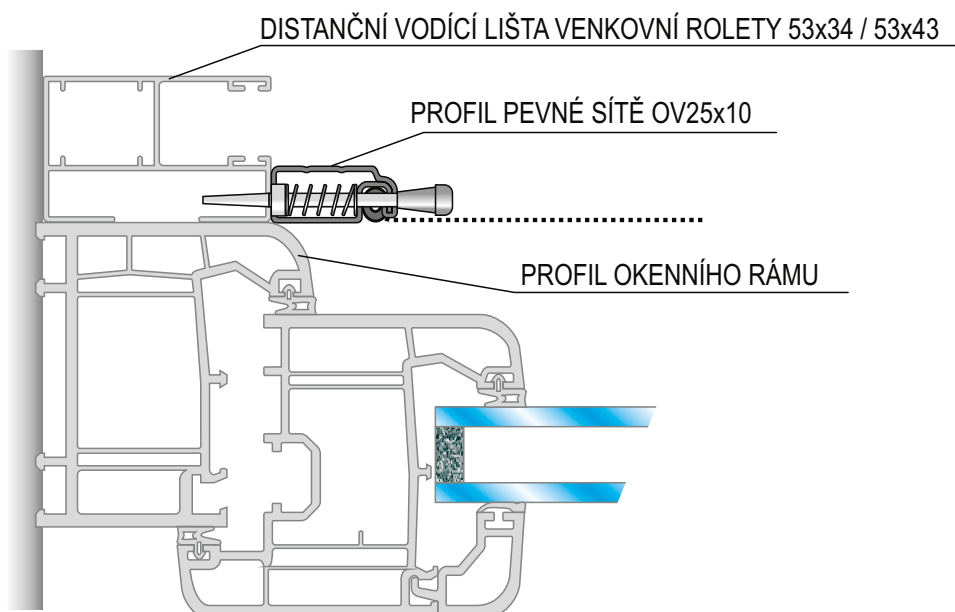 DISTANČNÍ VODÍCÍ LIŠTA VENKOVNÍ ROLETY 53x34 / 53x43
PROFIL PEVNÉ SÍTĚ OV25x10
PROFIL OKENNÍHO RÁMU